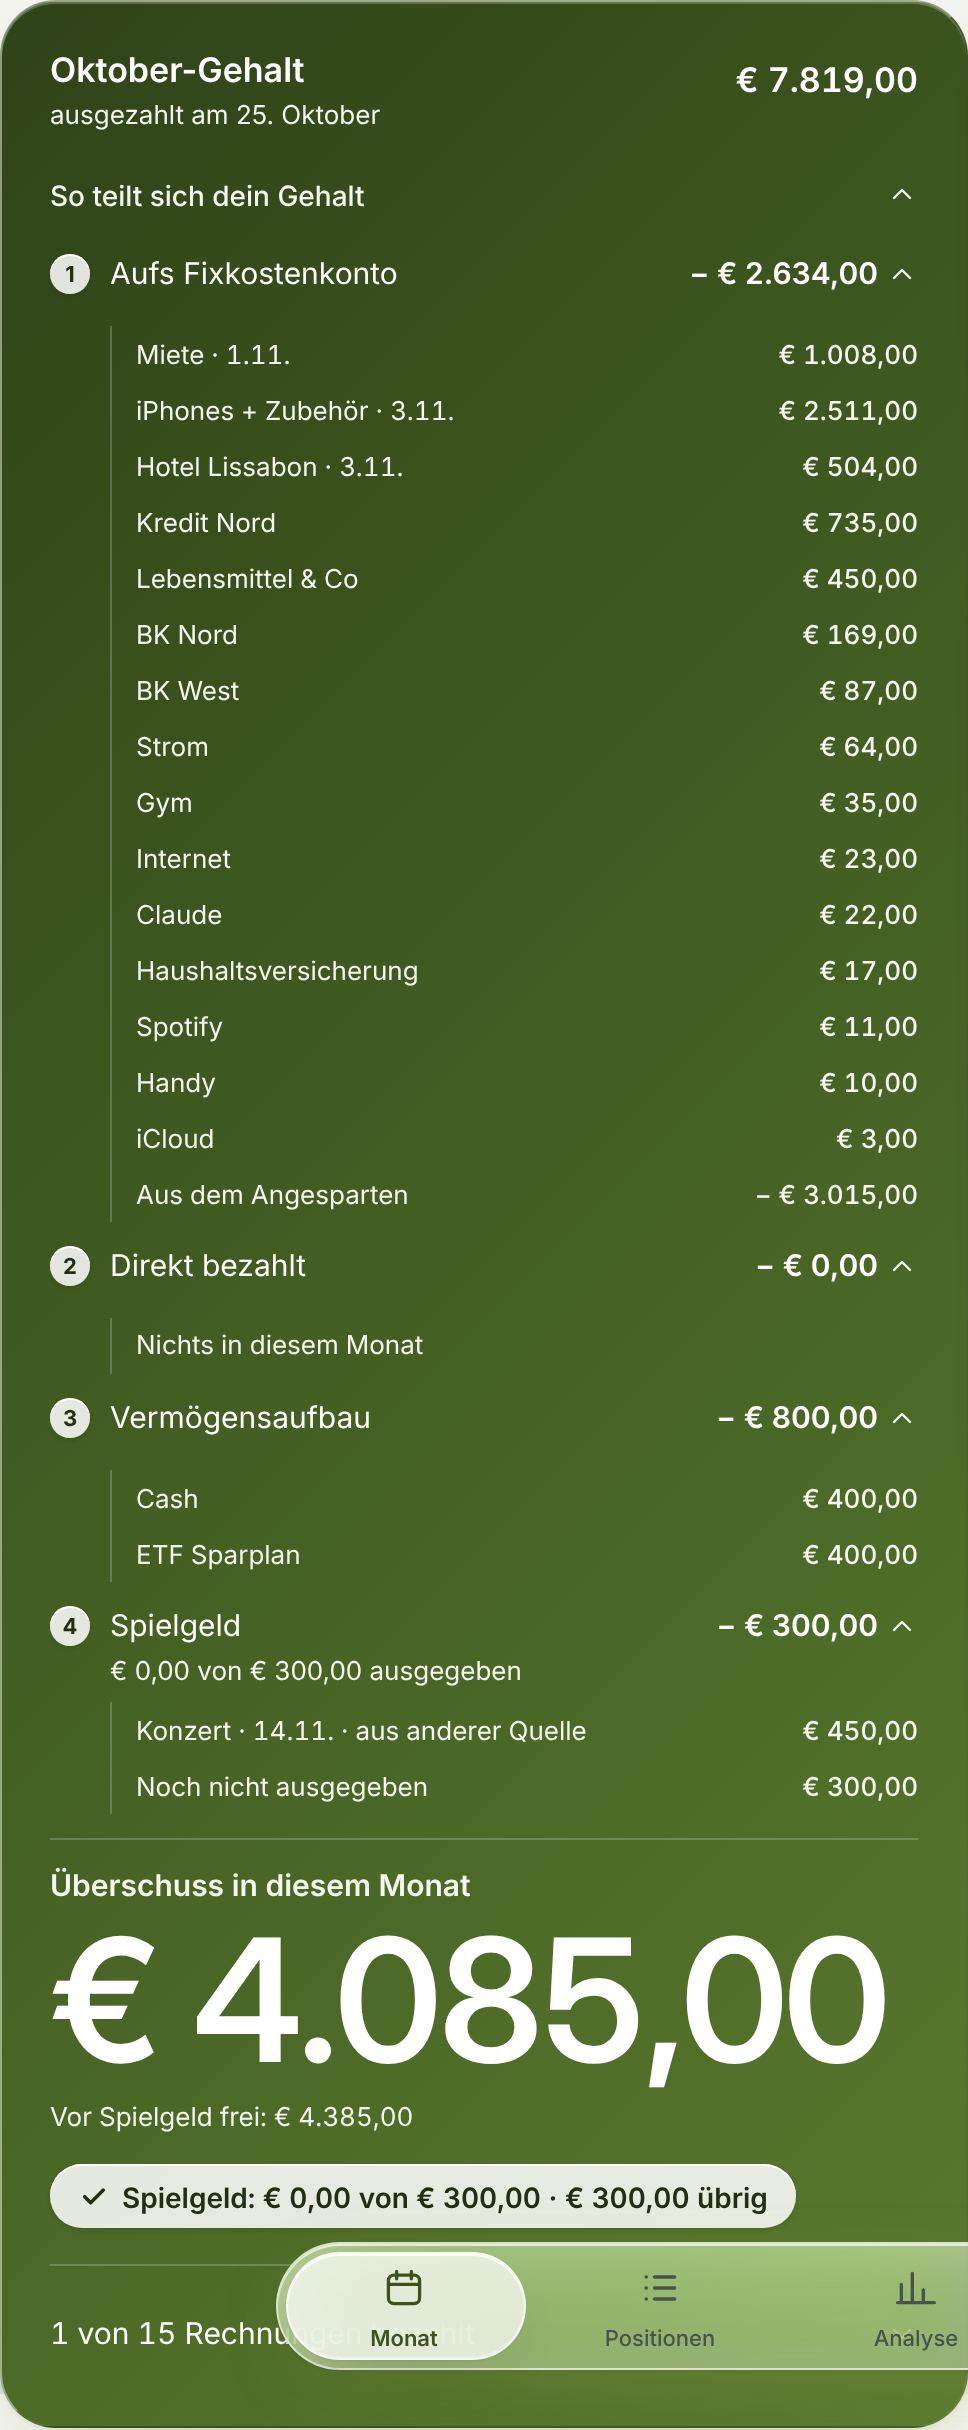 Oktober-Gehalt
€ 7.819,00
ausgezahlt am 25. Oktober
So teilt sich dein Gehalt
1 Aufs Fixkostenkonto – € 2.634,00
Miete · 1.11. € 1.008,00
iPhones + Zubehör · 3.11. € 2.511,00
Hotel Lissabon · 3.11. € 504,00
Kredit Nord € 735,00
Lebensmittel & Co € 450,00
BK Nord € 169,00
BK West € 87,00
Strom € 64,00
Gym € 35,00
Internet € 23,00
Claude € 22,00
Haushaltsversicherung € 17,00
Spotify € 11,00
Handy € 10,00
iCloud € 3,00
Aus dem Angesparten – € 3.015,00
2 Direkt bezahlt – € 0,00
Nichts in diesem Monat
3 Vermögensaufbau – € 800,00
Cash € 400,00
ETF Sparplan € 400,00
4 Spielgeld – € 300,00
€ 0,00 von € 300,00 ausgegeben
Konzert · 14.11. · aus anderer Quelle € 450,00
Noch nicht ausgegeben € 300,00
Überschuss in diesem Monat
€ 4.085,00
Vor Spielgeld frei: € 4.385,00
Spielgeld: € 0,00 von € 300,00 · € 300,00 übrig
1 von 15 Rechnungen
Monat Positionen Analyse